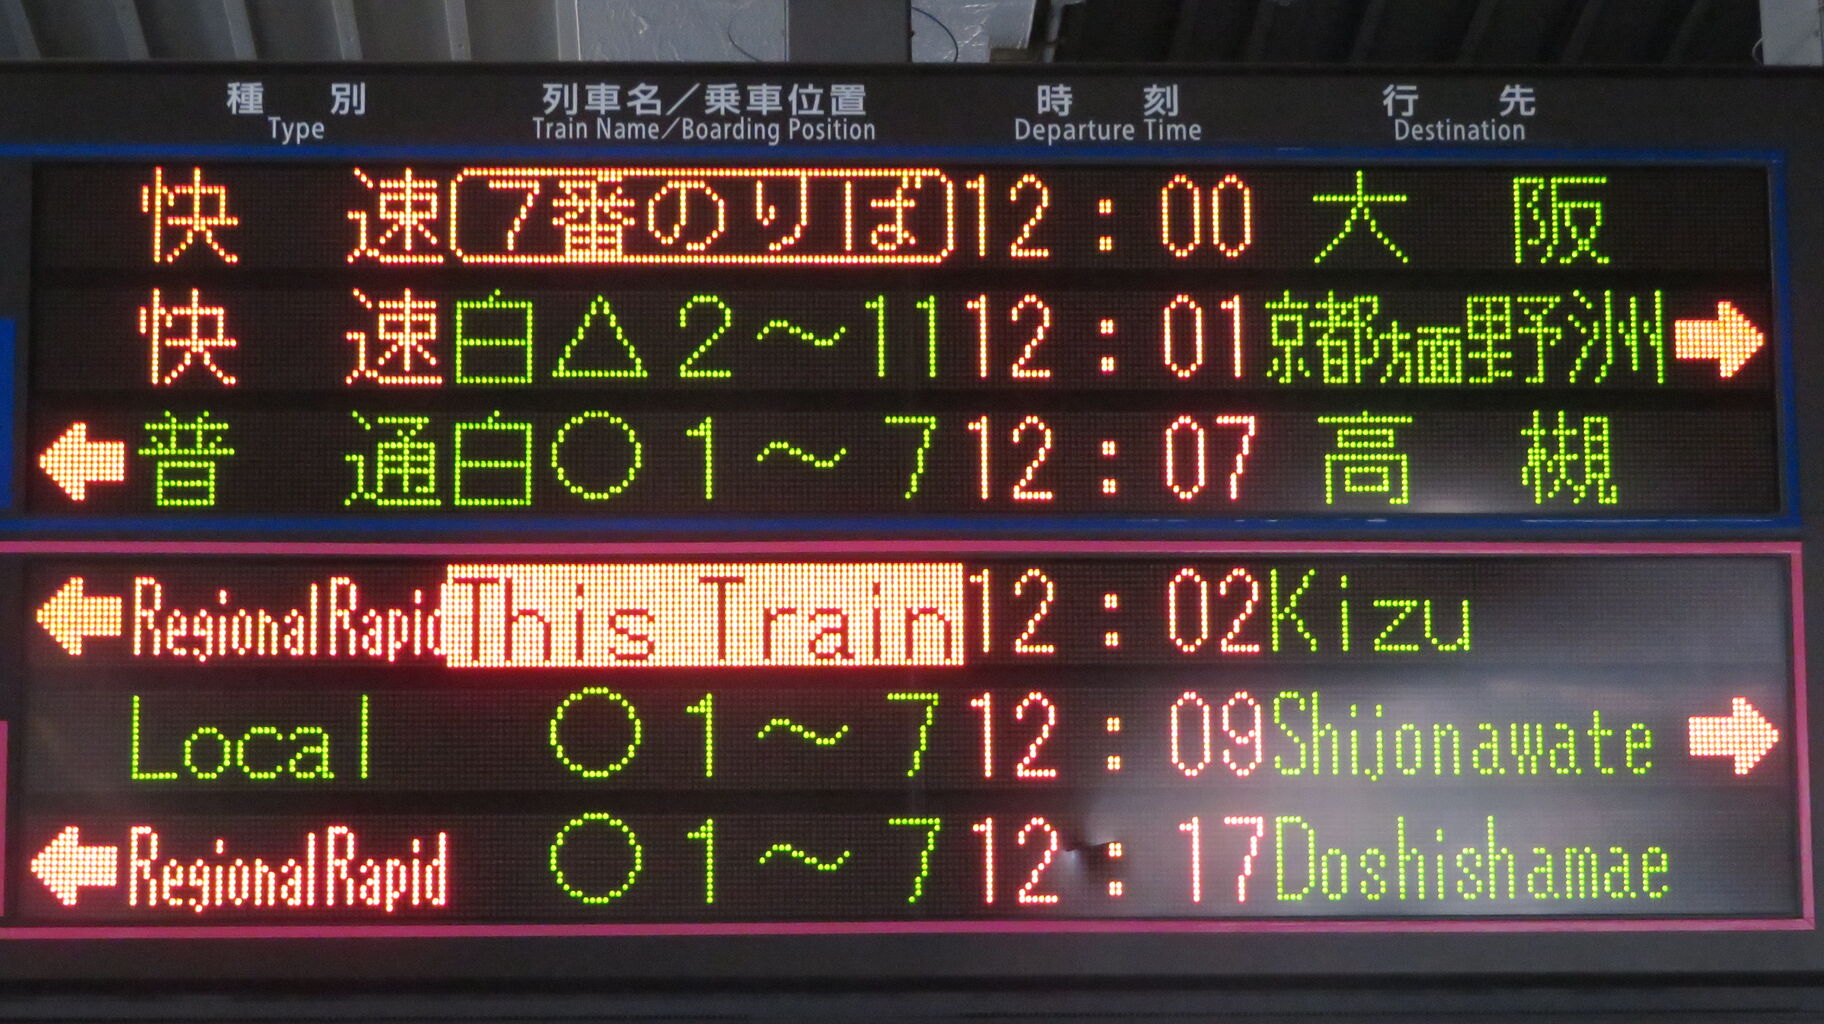 種別 列車名／乗車位置 時刻 行先
Type Train Name／Boarding Position Departure Time Destination
快速 7番のりば 12:00 大阪
快速 白△2～11 12:01 京都方面野洲 →
← 普通 白○1～7 12:07 高槻
← Regional Rapid This Train 12:02 Kizu
Local ○1～7 12:09 Shijonawate →
← Regional Rapid ○1～7 12:17 Doshishamae